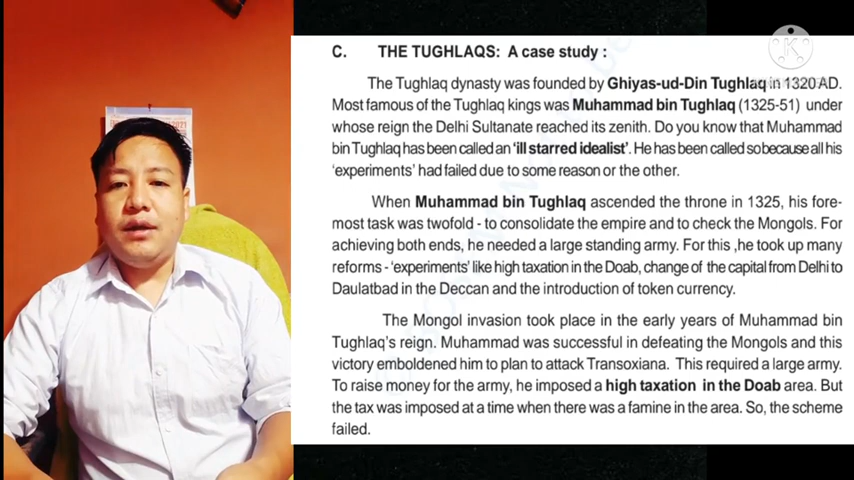 C. THE TUGHLAQS: A case study :
The Tughlaq dynasty was founded by Ghiyas-ud-Din Tughlaq in 1320 AD.
Most famous of the Tughlaq kings was Muhammad bin Tughlaq (1325-51) under
whose reign the Delhi Sultanate reached its zenith. Do you know that Muhammad
bin Tughlaq has been called an 'ill starred idealist'. He has been called so because all his
'experiments' had failed due to some reason or the other.
When Muhammad bin Tughlaq ascended the throne in 1325, his fore-
most task was twofold - to consolidate the empire and to check the Mongols. For
achieving both ends, he needed a large standing army. For this ,he took up many
reforms - 'experiments' like high taxation in the Doab, change of the capital from Delhi to
Daulatbad in the Deccan and the introduction of token currency.
The Mongol invasion took place in the early years of Muhammad bin
Tughlaq's reign. Muhammad was successful in defeating the Mongols and this
victory emboldened him to plan to attack Transoxiana. This required a large army.
To raise money for the army, he imposed a high taxation in the Doab area. But
the tax was imposed at a time when there was a famine in the area. So, the scheme
failed.